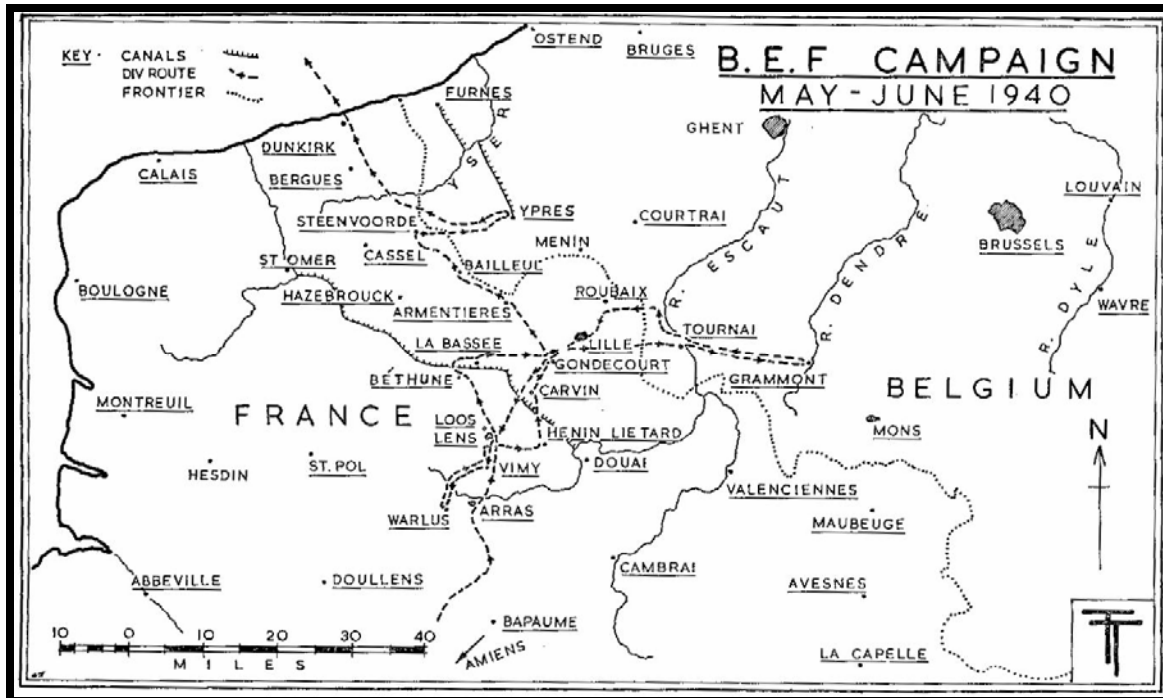 B.E.F CAMPAIGN
MAY-JUNE 1940
KEY - CANALS
DIV ROUTE
FRONTIER
OSTEND
BRUGES
FURNES
GHENT
DUNKIRK
YSER
CALAIS
BERGUES
LOUVAIN
STEENVOORDE
YPRES
COURTRAI
R. ESCAUT
R. DENDRE
BRUSSELS
R. DYLE
MENIN
CASSEL
BAILLEUL
ST OMER
BOULOGNE
HAZEBROUCK
ROUBAIX
WAVRE
ARMENTIERES
TOURNAI
LA BASSEE
LILLE
GONDECOURT
BETHUNE
GRAMMONT
BELGIUM
CARVIN
MONTREUIL
FRANCE
LOOS
LENS
HENIN LIETARD
MONS
N
HESDIN
ST. POL
VIMY
DOUAI
VALENCIENNES
WARLUS
ARRAS
MAUBEUGE
CAMBRAI
ABBEVILLE
DOULLENS
AVESNES
BAPAUME
AMIENS
10 0 10 20 30 40
MILES
LA CAPELLE
TT